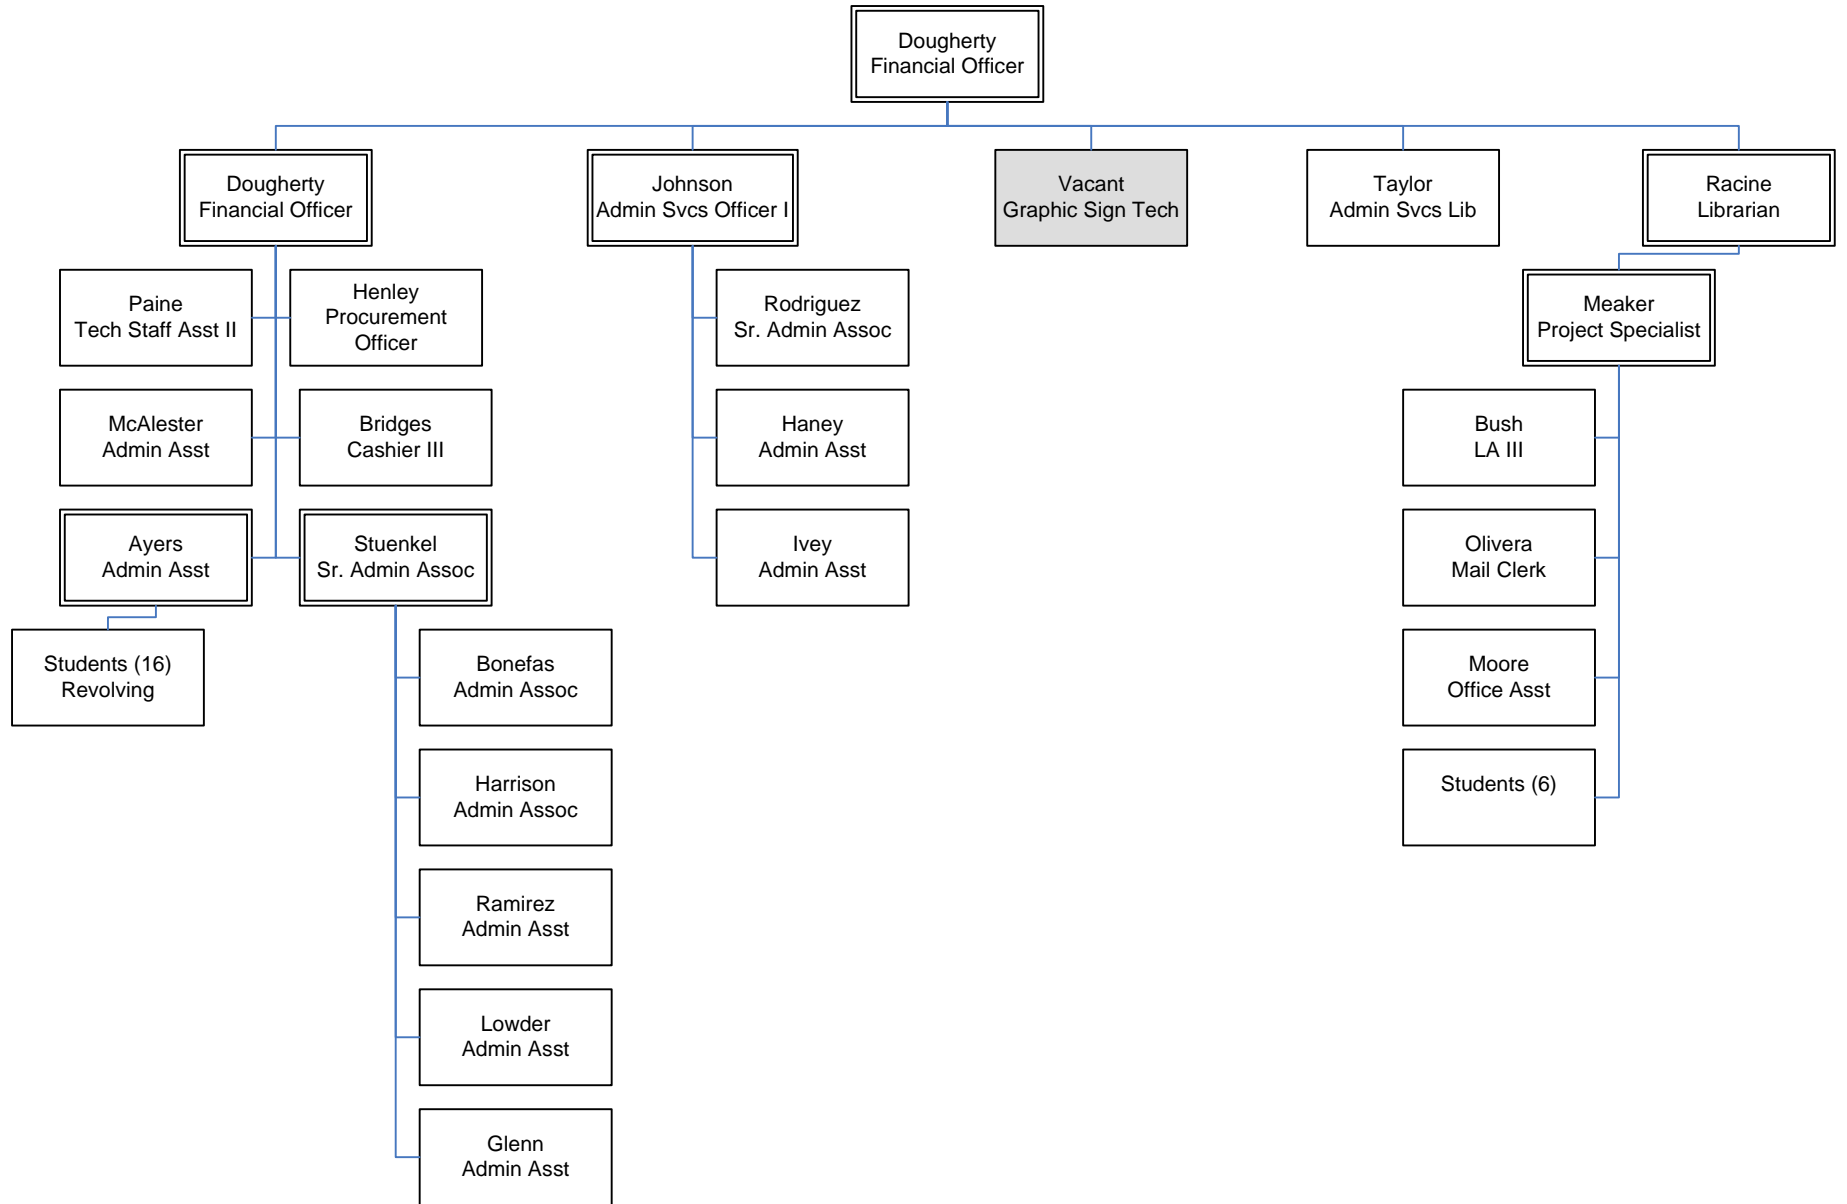 Dougherty
Financial Officer
Dougherty
Financial Officer
Johnson
Admin Svcs Officer I
Vacant
Graphic Sign Tech
Taylor
Admin Svcs Lib
Racine
Librarian
Paine
Tech Staff Asst II
Henley
Procurement
Officer
Rodriguez
Sr. Admin Assoc
Meaker
Project Specialist
McAlester
Admin Asst
Bridges
Cashier III
Haney
Admin Asst
Bush
LA III
Ayers
Admin Asst
Stuenkel
Sr. Admin Assoc
Ivey
Admin Asst
Olivera
Mail Clerk
Students (16)
Revolving
Bonefas
Admin Assoc
Moore
Office Asst
Harrison
Admin Assoc
Students (6)
Ramirez
Admin Asst
Lowder
Admin Asst
Glenn
Admin Asst